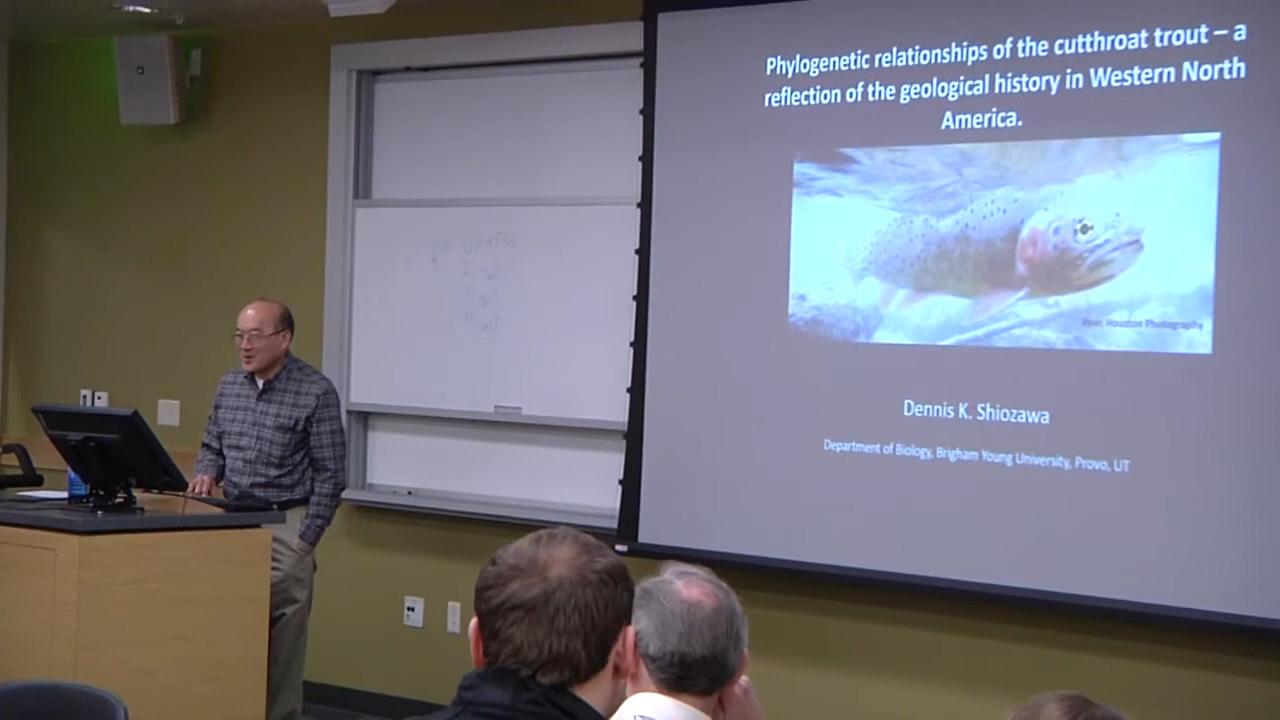 Phylogenetic relationships of the cutthroat trout – a
reflection of the geological history in Western North
America.
Ryan Houston Photography
Dennis K. Shiozawa
Department of Biology, Brigham Young University, Provo, UT